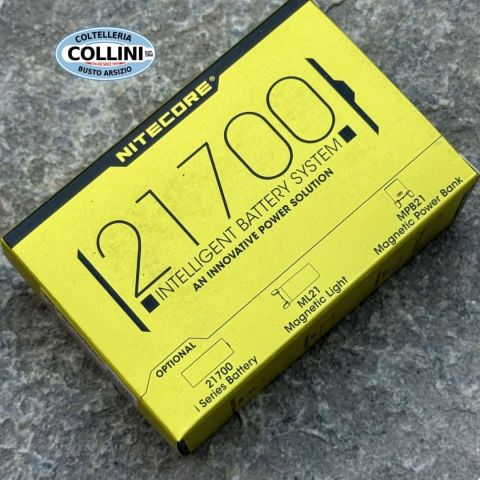 COLTELLERIA
COLLINI
BUSTO ARSIZIO
NITECORE®
21700
INTELLIGENT BATTERY SYSTEM
AN INNOVATIVE POWER SOLUTION
OPTIONAL
21700
i Series Battery
ML21
Magnetic Light
MPB21
Magnetic Power Bank